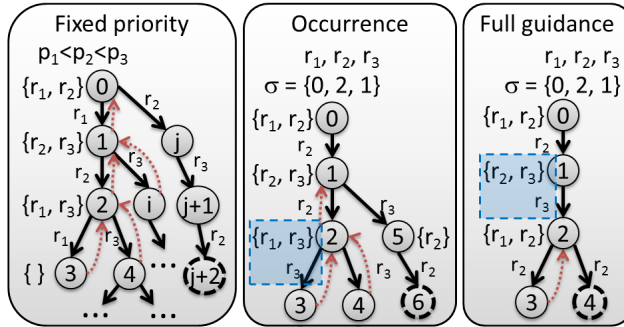 Fixed priority
p₁<p₂<p₃
{r₁, r₂} 0
r₁ r₂
{r₂, r₃} 1 j
r₂ r₃ r₃
{r₁, r₃} 2 i j+1
r₁ r₃ r₂
{ } 3 4 ... j+2
... ...
Occurrence
r₁, r₂, r₃
σ = {0, 2, 1}
{r₁, r₂} 0
r₂
{r₂, r₃} 1
r₂ r₃
{r₁, r₃} 2 5 {r₂}
r₃ r₃ r₂
3 4 6
Full guidance
r₁, r₂, r₃
σ = {0, 2, 1}
{r₁, r₂} 0
r₂
{r₂, r₃} 1
r₃
{r₁, r₂} 2
r₂ r₂
3 4